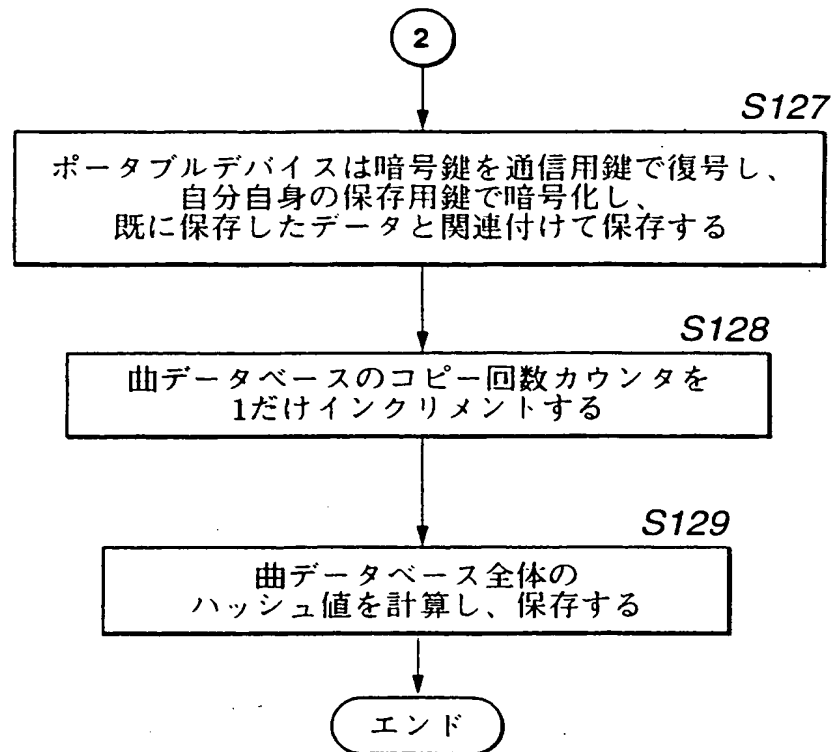 2
S127
ポータブルデバイスは暗号鍵を通信用鍵で復号し、
自分自身の保存用鍵で暗号化し、
既に保存したデータと関連付けて保存する
S128
曲データベースのコピー回数カウンタを
1だけインクリメントする
S129
曲データベース全体の
ハッシュ値を計算し、保存する
エンド